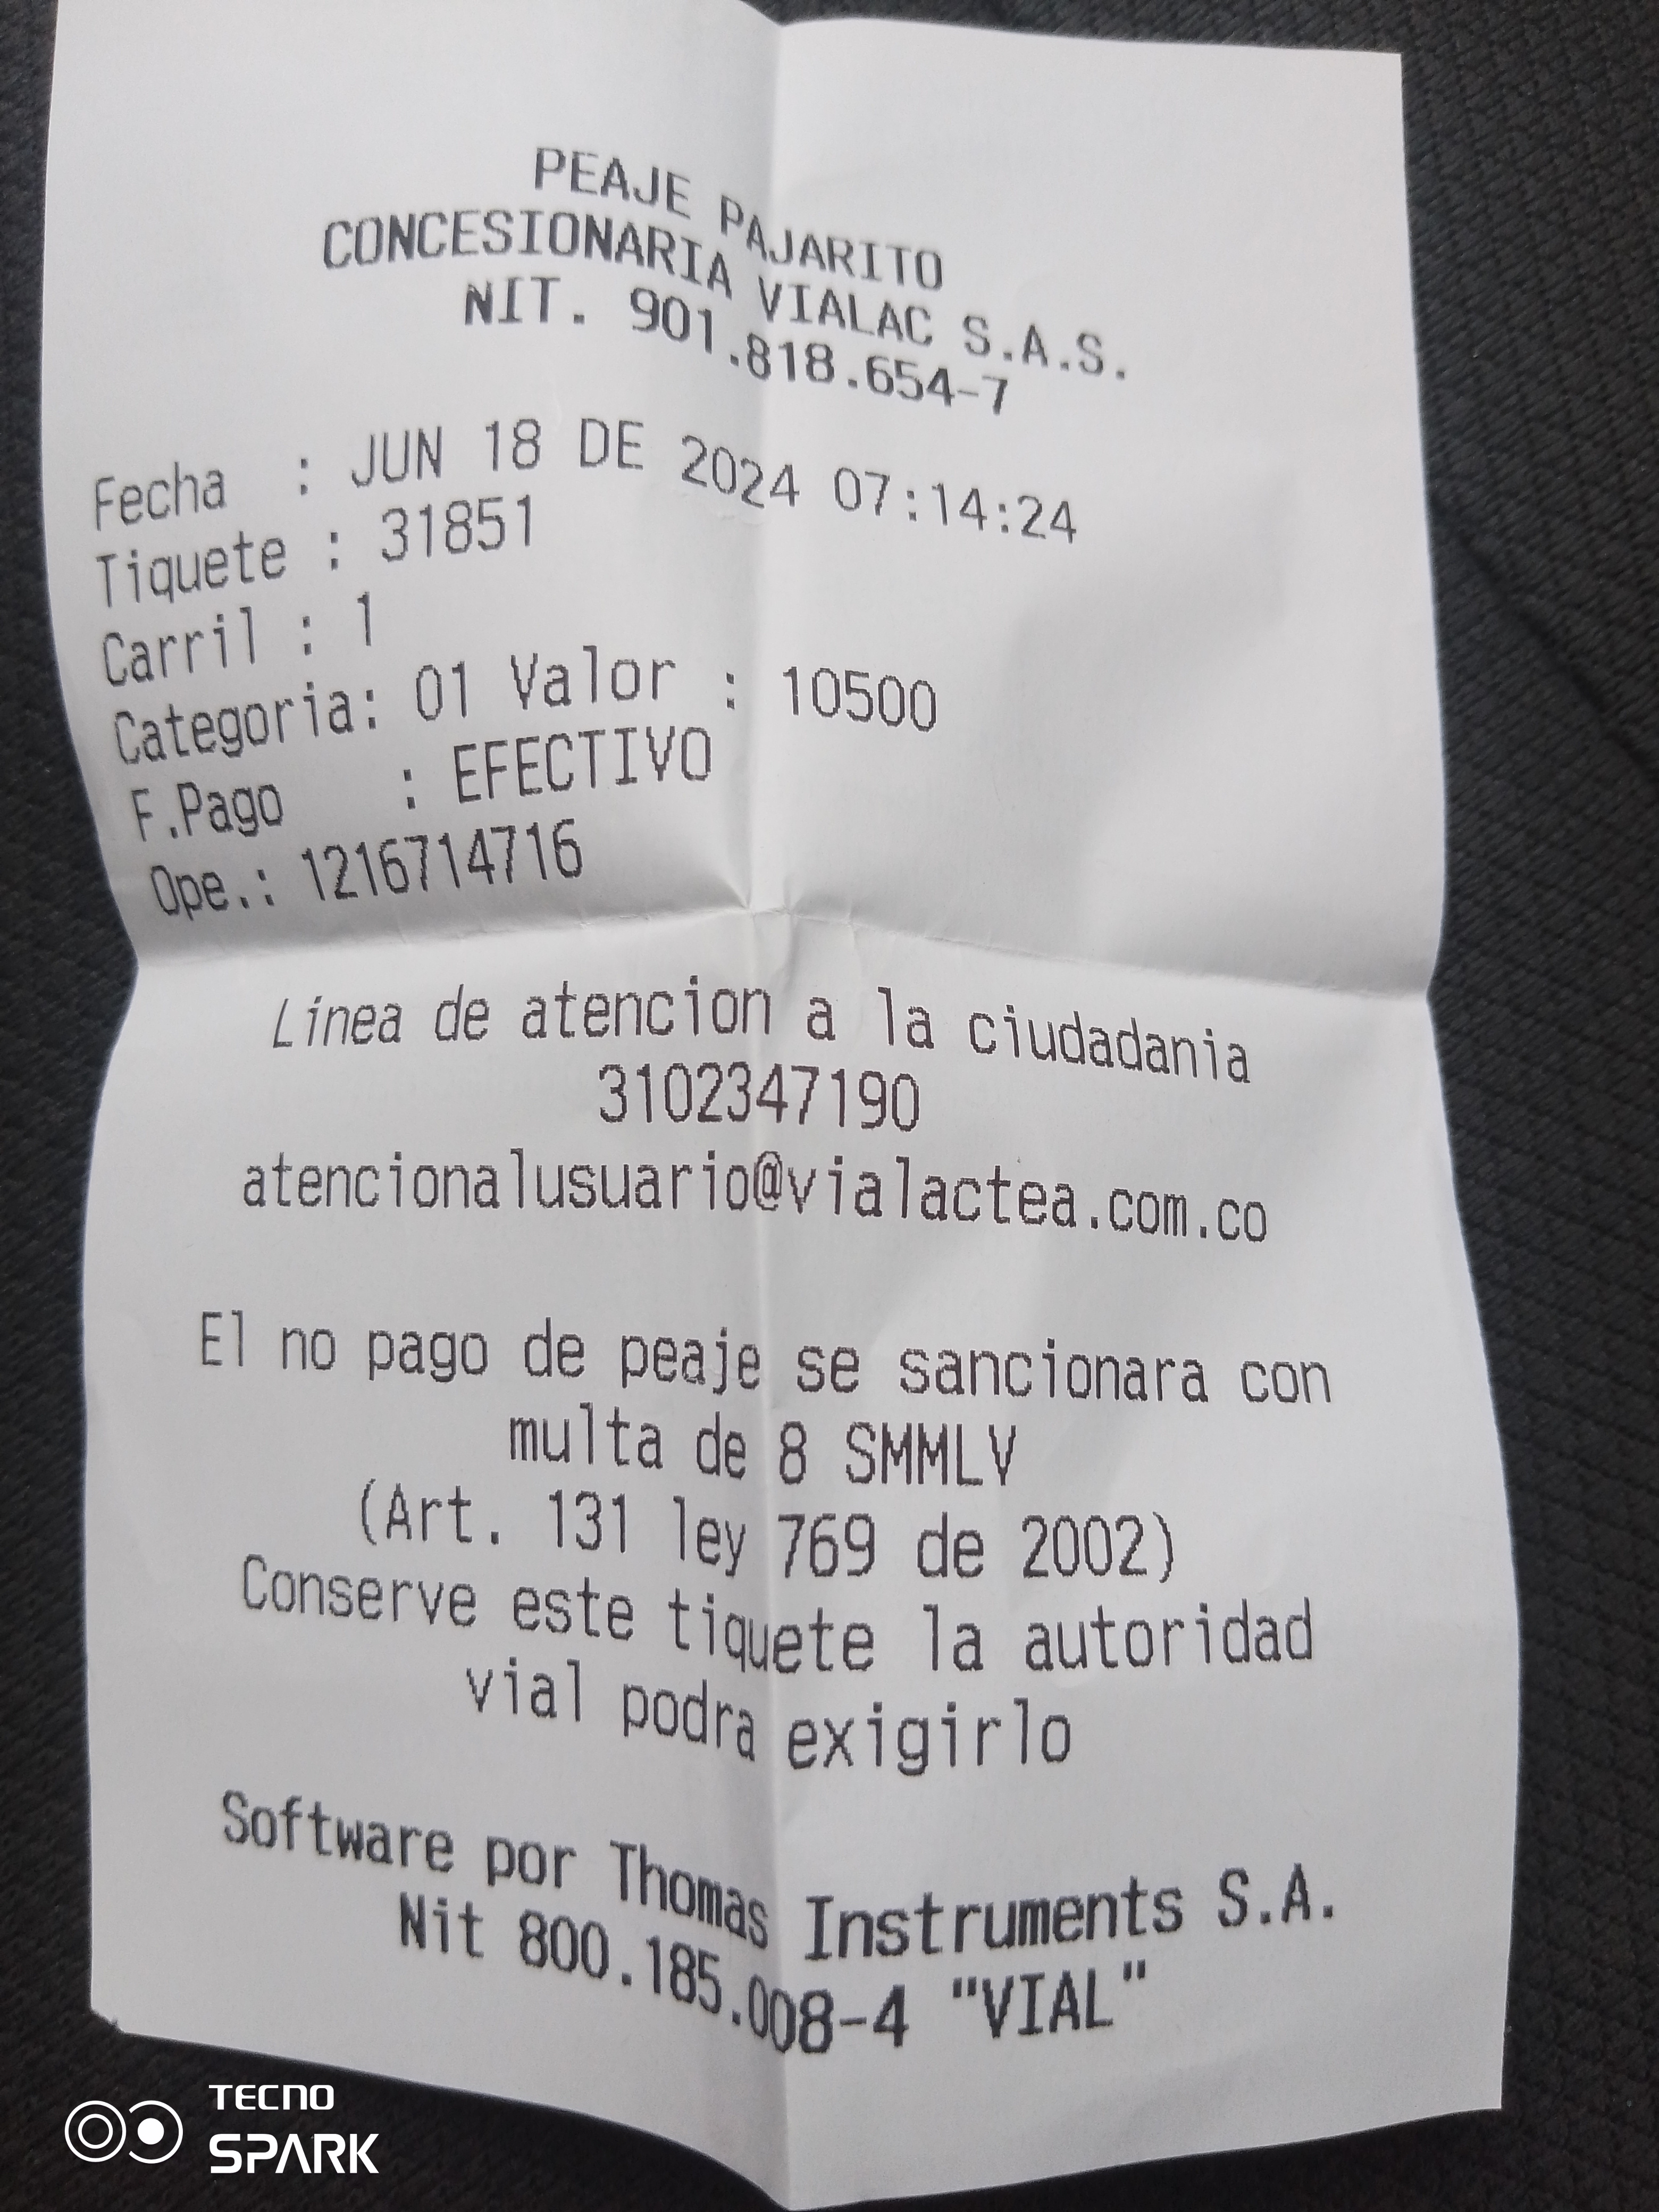 PEAJE PAJARITO
CONCESIONARIA VIALAC S.A.S.
NIT. 901.818.654-7
Fecha : JUN 18 DE 2024 07:14:24
Tiquete : 31851
Carril : 1
Categoria: 01 Valor : 10500
F.Pago : EFECTIVO
Ope.: 1216714716
Linea de atencion a la ciudadania
3102347190
atencionalusuario@vialactea.com.co
El no pago de peaje se sancionara con
multa de 8 SMMLV
(Art. 131 ley 769 de 2002)
Conserve este tiquete la autoridad
vial podra exigirlo
Software por Thomas Instruments S.A.
Nit 800.185.008-4 "VIAL"
TECNO
SPARK